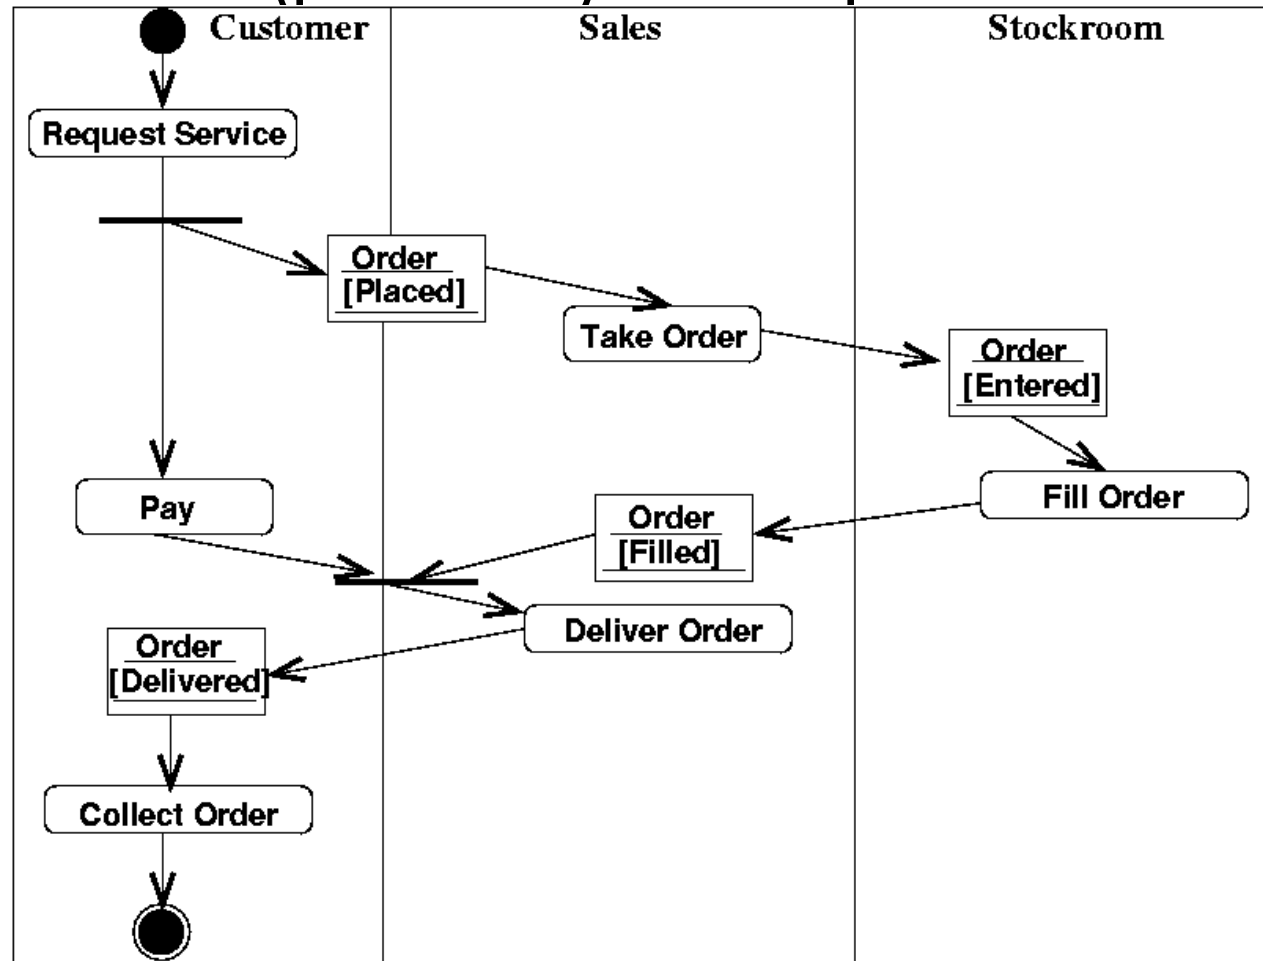 Customer
Sales
Stockroom
Request Service
Order
[Placed]
Take Order
Order
[Entered]
Pay
Order
[Filled]
Fill Order
Deliver Order
Order
[Delivered]
Collect Order